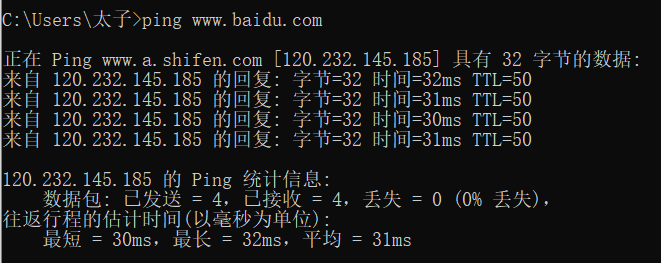 C:\Users\太子>ping www.baidu.com
正在 Ping www.a.shifen.com [120.232.145.185] 具有 32 字节的数据:
来自 120.232.145.185 的回复: 字节=32 时间=32ms TTL=50
来自 120.232.145.185 的回复: 字节=32 时间=31ms TTL=50
来自 120.232.145.185 的回复: 字节=32 时间=30ms TTL=50
来自 120.232.145.185 的回复: 字节=32 时间=31ms TTL=50
120.232.145.185 的 Ping 统计信息:
数据包: 已发送 = 4，已接收 = 4，丢失 = 0 (0% 丢失)，
往返行程的估计时间(以毫秒为单位):
最短 = 30ms，最长 = 32ms，平均 = 31ms